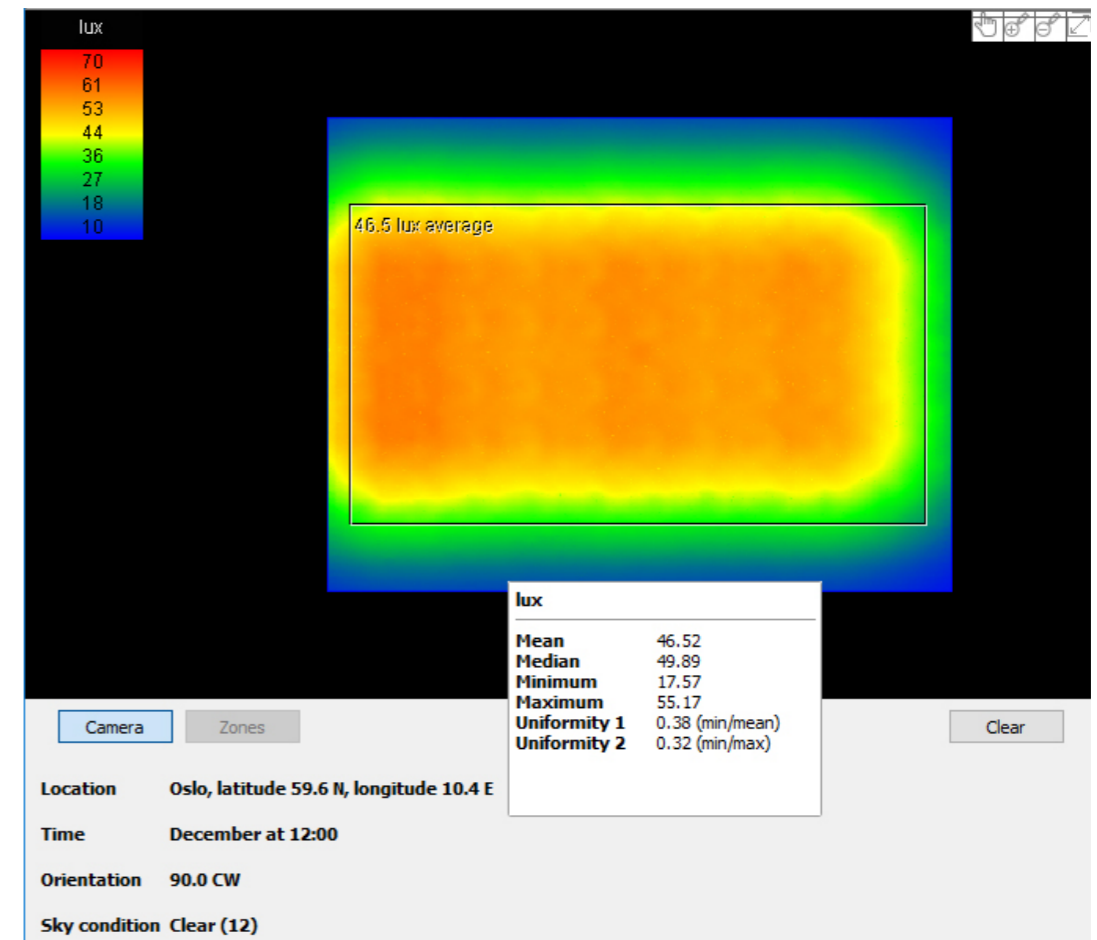 lux
70
61
53
44
36
27
18
10
46.5 lux average
lux
Mean 46.52
Median 49.89
Minimum 17.57
Maximum 55.17
Uniformity 1 0.38 (min/mean)
Uniformity 2 0.32 (min/max)
Camera Zones Clear
Location Oslo, latitude 59.6 N, longitude 10.4 E
Time December at 12:00
Orientation 90.0 CW
Sky condition Clear (12)